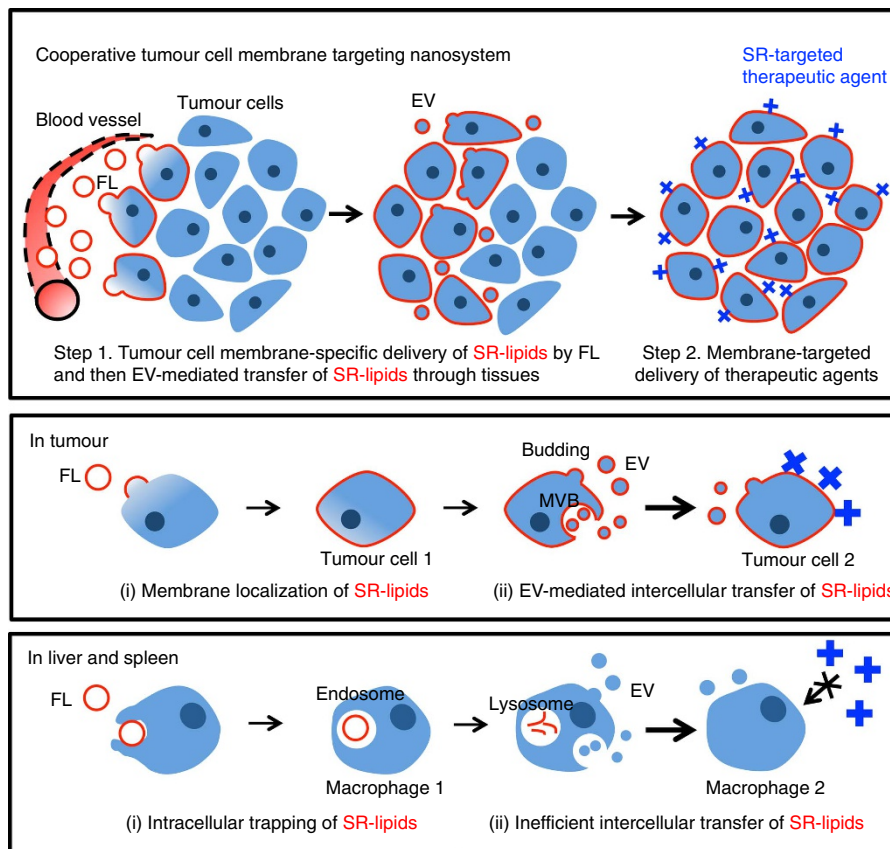 Cooperative tumour cell membrane targeting nanosystem
SR-targeted
therapeutic agent
EV
Tumour cells
Blood vessel
FL
Step 1. Tumour cell membrane-specific delivery of SR-lipids by FL
and then EV-mediated transfer of SR-lipids through tissues
Step 2. Membrane-targeted
delivery of therapeutic agents
In tumour
FL
Budding
EV
MVB
Tumour cell 1
Tumour cell 2
(i) Membrane localization of SR-lipids
(ii) EV-mediated intercellular transfer of SR-lipids
In liver and spleen
FL
Endosome
Lysosome
EV
Macrophage 1
Macrophage 2
(i) Intracellular trapping of SR-lipids
(ii) Inefficient intercellular transfer of SR-lipids